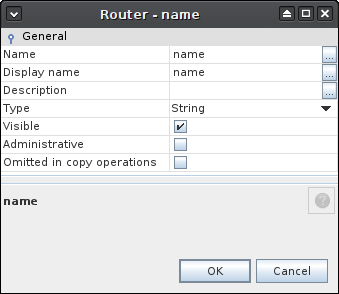 Router - name
General
Name name ...
Display name name ...
Description ...
Type String
Visible
Administrative
Omitted in copy operations
name
?
OK Cancel